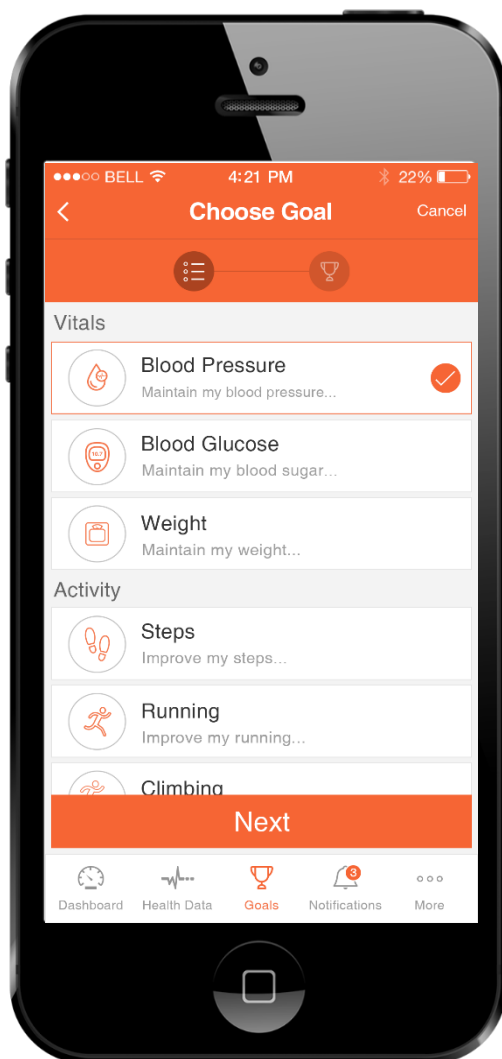 BELL 4:21 PM 22%
Choose Goal Cancel
Vitals
Blood Pressure
Maintain my blood pressure...
Blood Glucose
Maintain my blood sugar...
Weight
Maintain my weight...
Activity
Steps
Improve my steps...
Running
Improve my running...
Climbing
Next
3
Dashboard Health Data Goals Notifications More